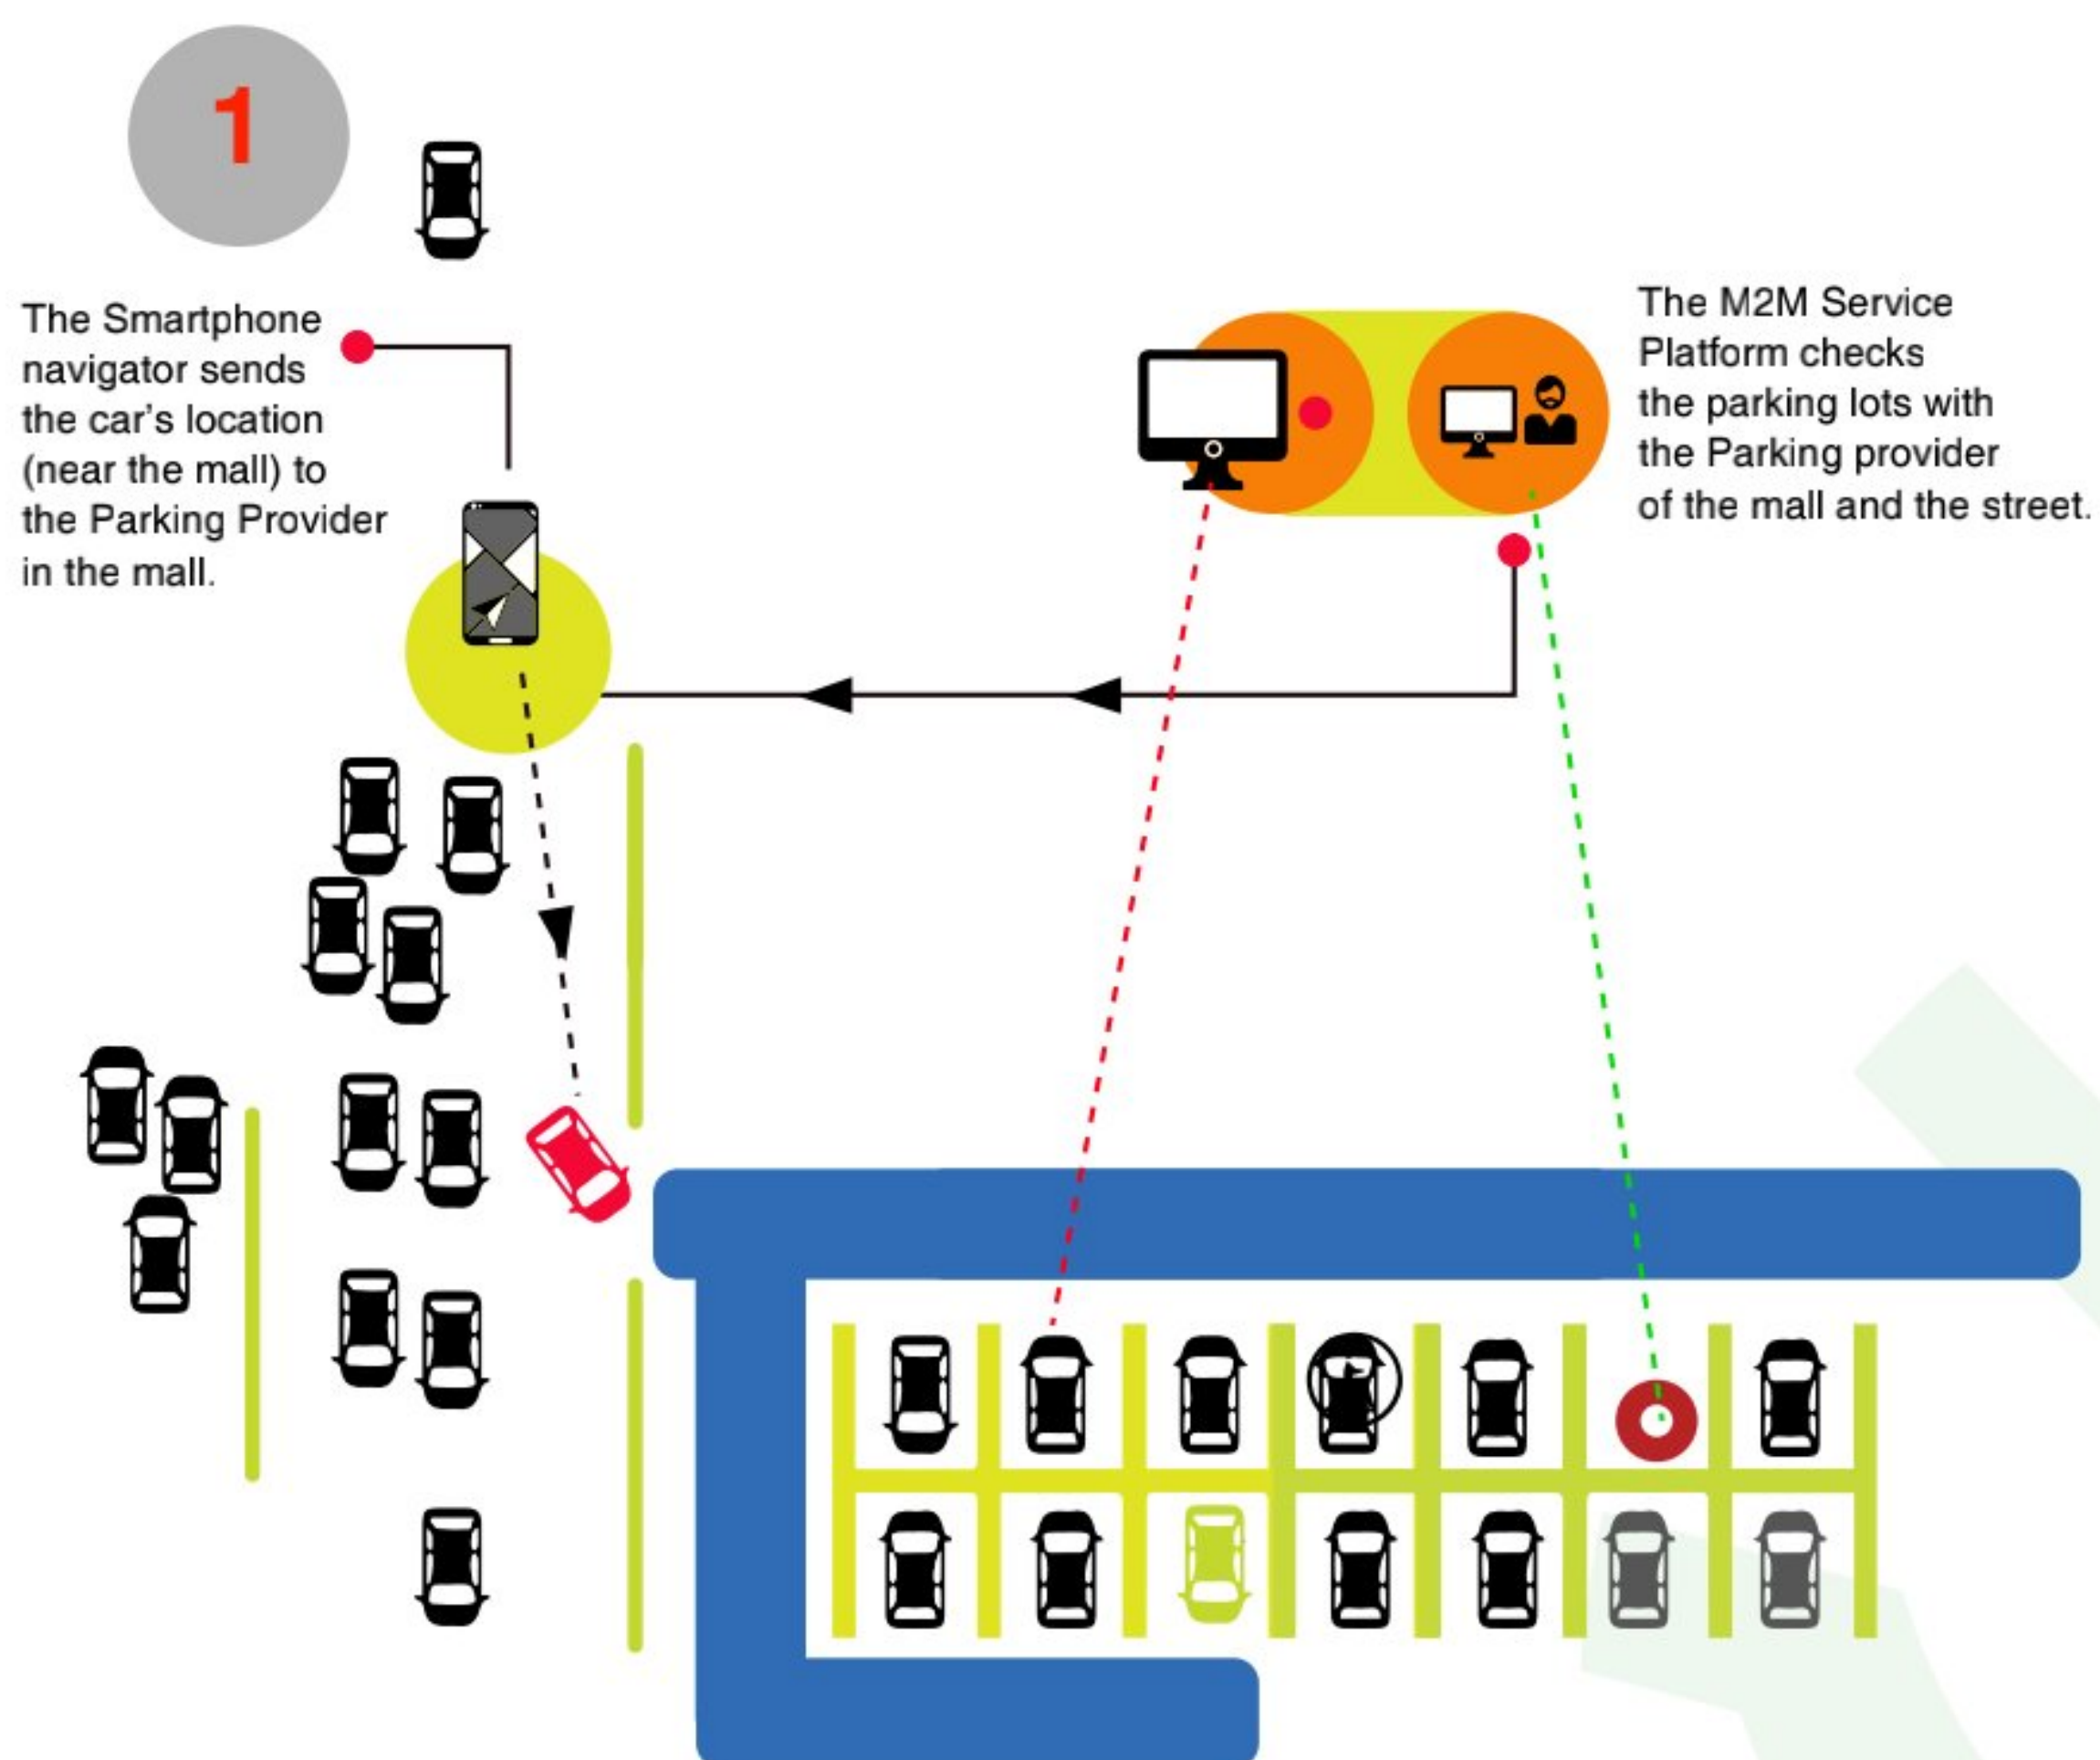 1
The Smartphone
navigator sends
the car's location
(near the mall) to
the Parking Provider
in the mall.
The M2M Service
Platform checks
the parking lots with
the Parking provider
of the mall and the street.